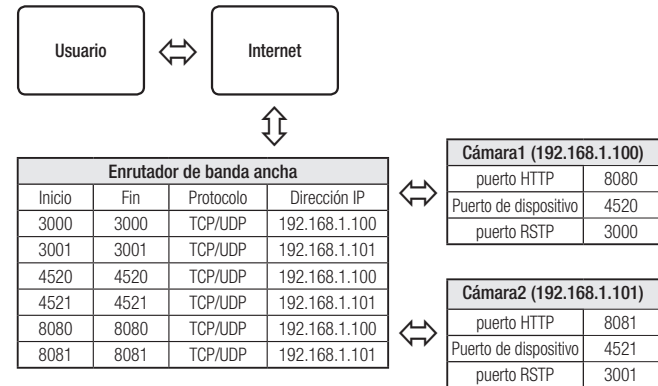 Usuario
Internet
Enrutador de banda ancha
Inicio Fin Protocolo Dirección IP
3000 3000 TCP/UDP 192.168.1.100
3001 3001 TCP/UDP 192.168.1.101
4520 4520 TCP/UDP 192.168.1.100
4521 4521 TCP/UDP 192.168.1.101
8080 8080 TCP/UDP 192.168.1.100
8081 8081 TCP/UDP 192.168.1.101
Cámara1 (192.168.1.100)
puerto HTTP 8080
Puerto de dispositivo 4520
puerto RSTP 3000
Cámara2 (192.168.1.101)
puerto HTTP 8081
Puerto de dispositivo 4521
puerto RSTP 3001